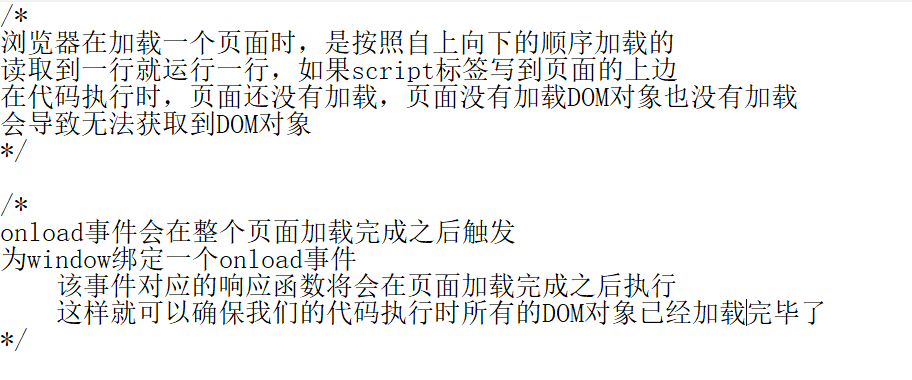 /*
浏览器在加载一个页面时，是按照自上向下的顺序加载的
读取到一行就运行一行，如果script标签写到页面的上边
在代码执行时，页面还没有加载，页面没有加载DOM对象也没有加载
会导致无法获取到DOM对象
*/
/*
onload事件会在整个页面加载完成之后触发
为window绑定一个onload事件
该事件对应的响应函数将会在页面加载完成之后执行
这样就可以确保我们的代码执行时所有的DOM对象已经加载完毕了
*/